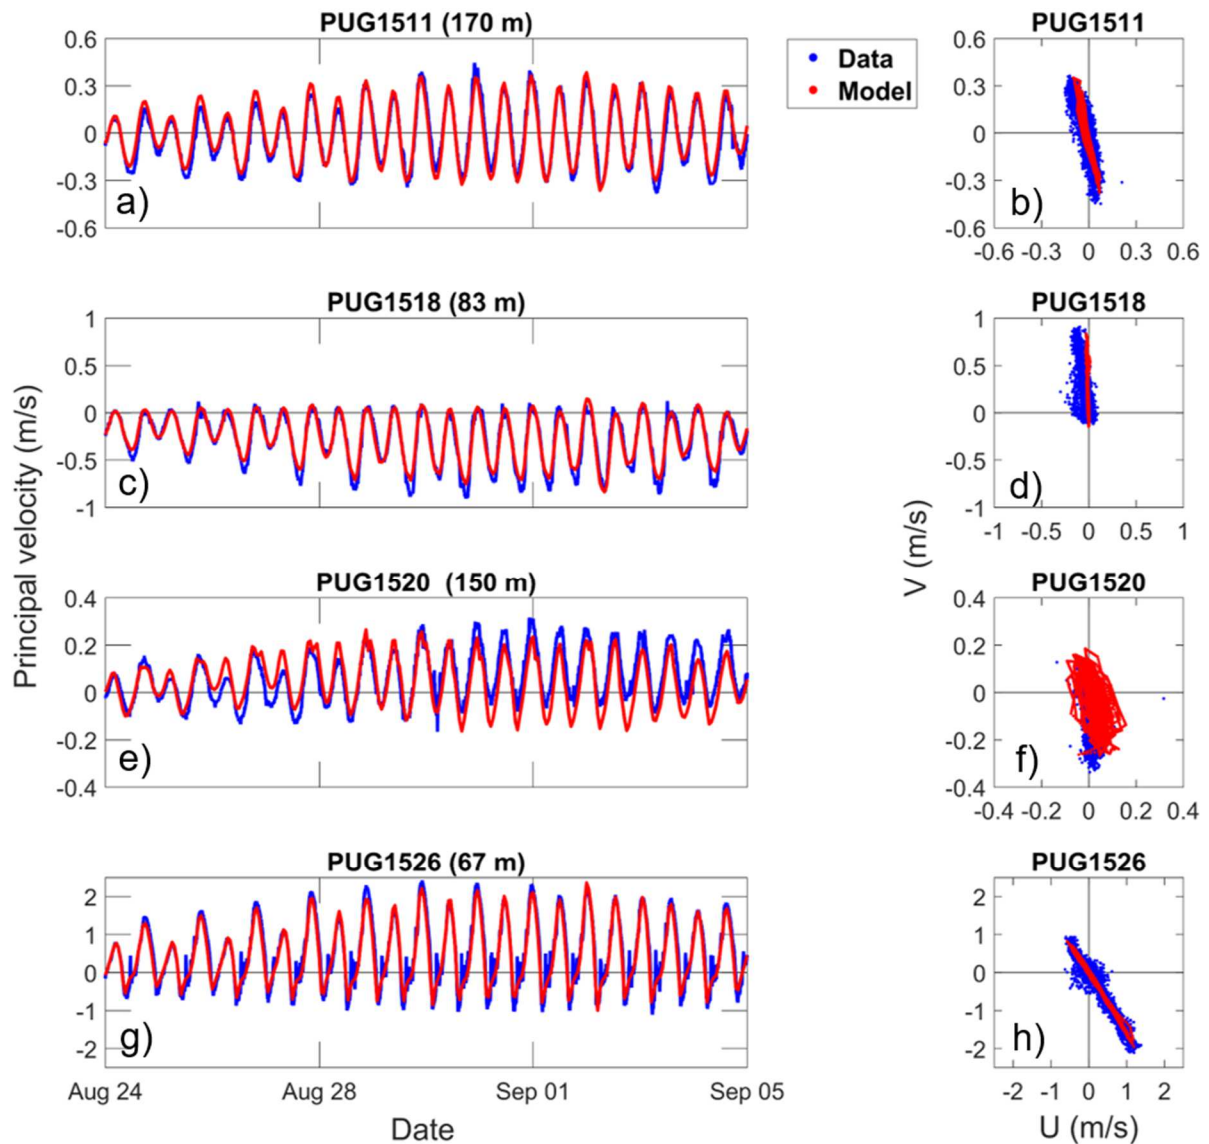 PUG1511 (170 m)
0.6
0.3
0
-0.3
-0.6
a)
Data
Model
PUG1511
0.6
0.3
0
-0.3
-0.6
b)
-0.6 -0.3 0 0.3 0.6
PUG1518 (83 m)
1
0.5
0
-0.5
-1
c)
PUG1518
1
0.5
0
-0.5
-1
d)
-1 -0.5 0 0.5 1
Principal velocity (m/s)
V (m/s)
PUG1520 (150 m)
0.4
0.2
0
-0.2
-0.4
e)
PUG1520
0.4
0.2
0
-0.2
-0.4
f)
-0.4 -0.2 0 0.2 0.4
PUG1526 (67 m)
2
1
0
-1
-2
g)
Aug 24 Aug 28 Sep 01 Sep 05
Date
PUG1526
2
1
0
-1
-2
h)
-2 -1 0 1 2
U (m/s)